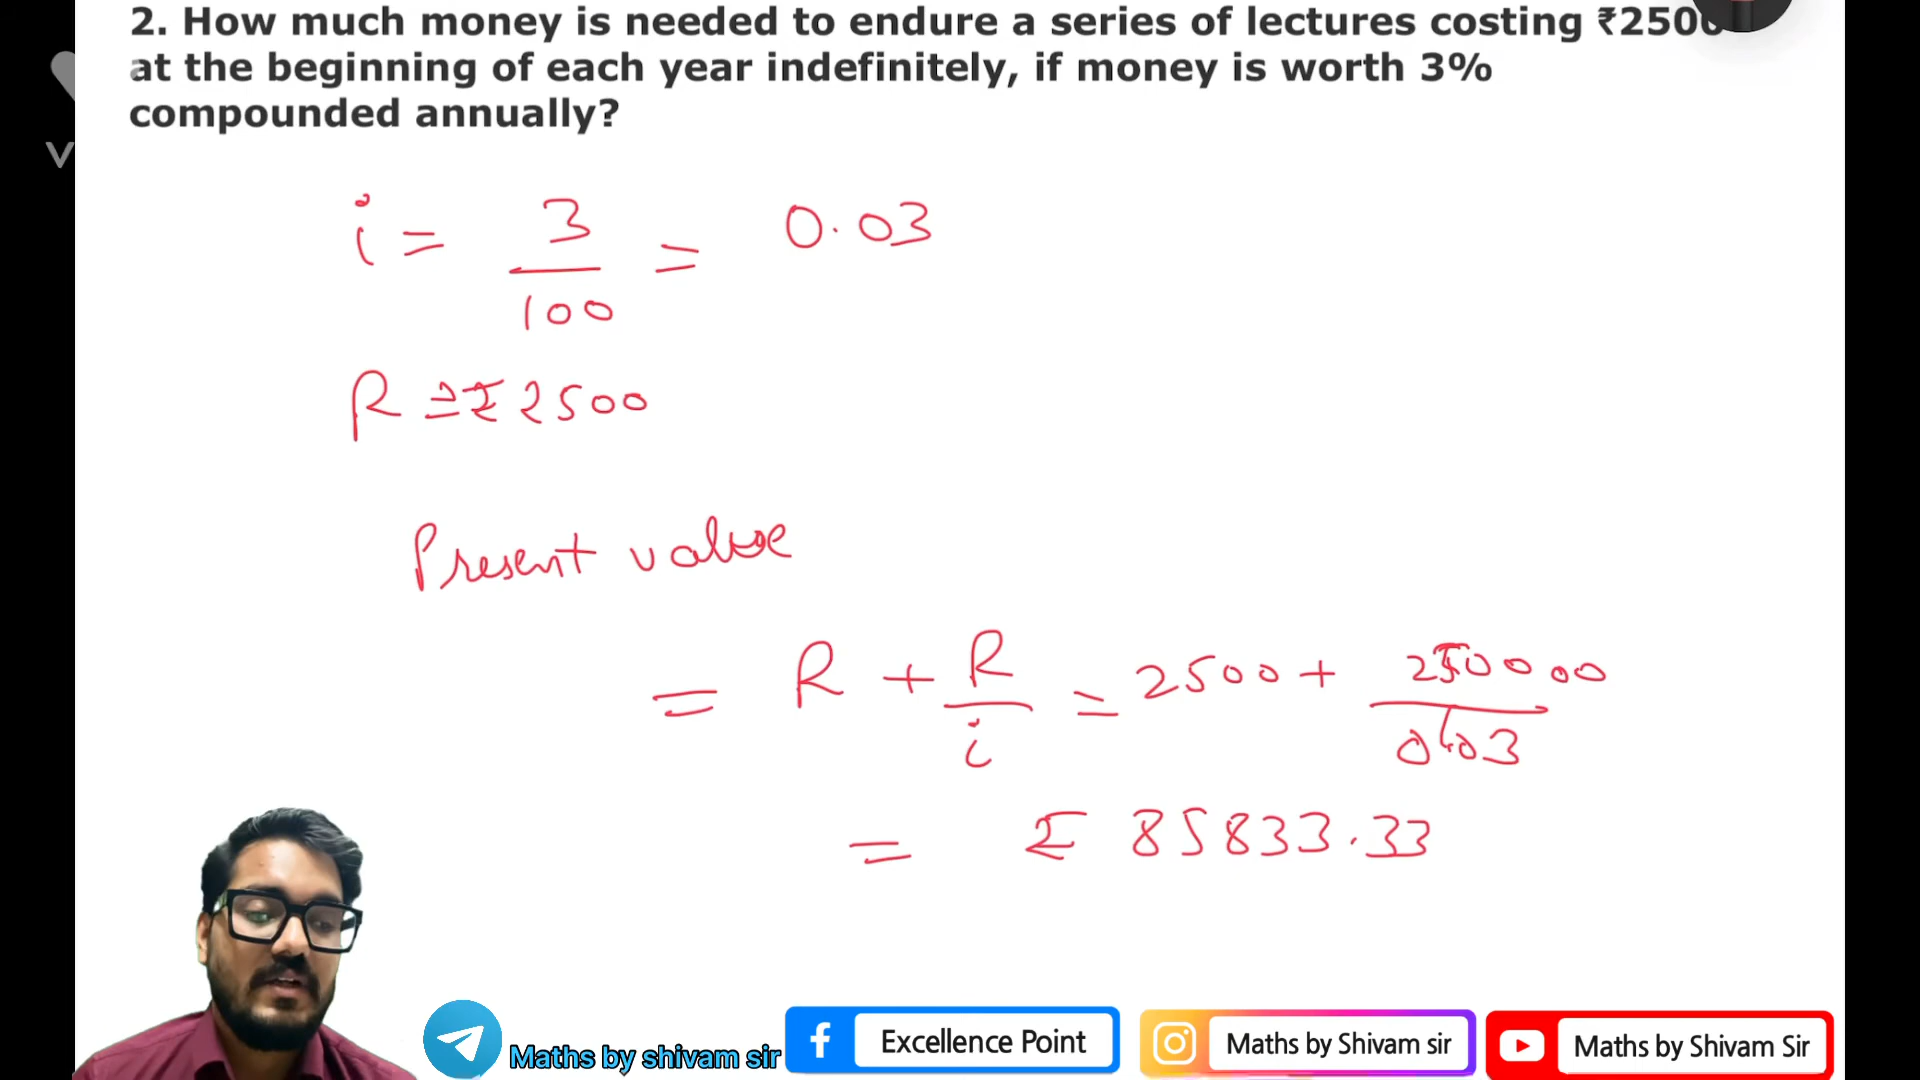 2. How much money is needed to endure a series of lectures costing ₹2500
at the beginning of each year indefinitely, if money is worth 3%
compounded annually?
V
i = 3/100 = 0.03
R = ₹2500
Present value
= R + R/i = 2500 + 250000/0.03
= ₹ 85833.33
Maths by shivam sir
Excellence Point
Maths by Shivam sir
Maths by Shivam Sir